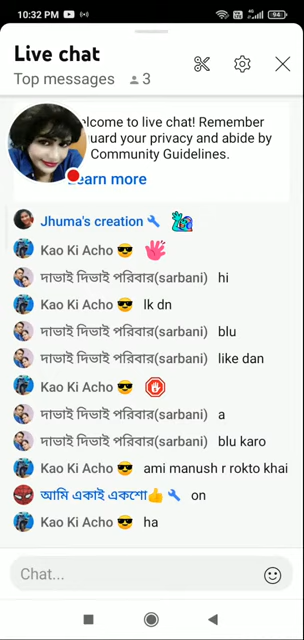 10:32 PM
94
Live chat
Top messages 3
elcome to live chat! Remember
uard your privacy and abide by
Community Guidelines.
earn more
Jhuma's creation
Kao Ki Acho
দাভাই দিভাই পরিবার(sarbani) hi
Kao Ki Acho lk dn
দাভাই দিভাই পরিবার(sarbani) blu
দাভাই দিভাই পরিবার(sarbani) like dan
Kao Ki Acho
দাভাই দিভাই পরিবার(sarbani) a
দাভাই দিভাই পরিবার(sarbani) blu karo
Kao Ki Acho ami manush r rokto khai
আমি একাই একশো on
Kao Ki Acho ha
Chat...